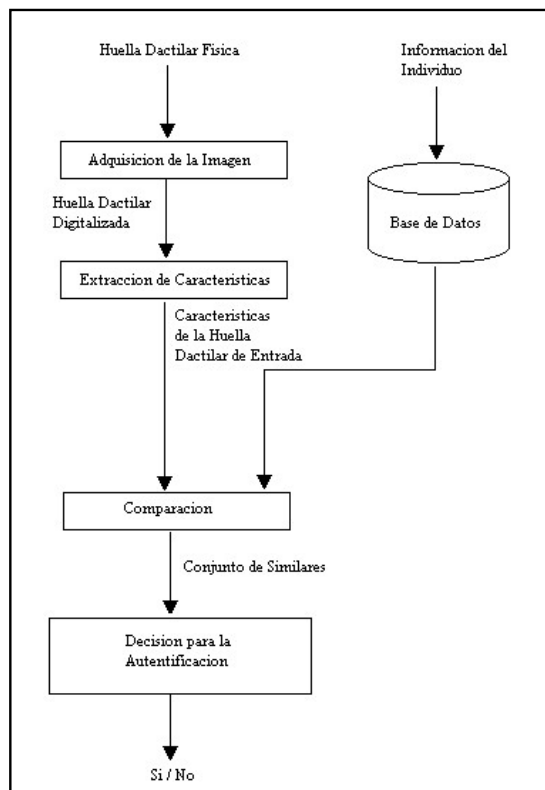 Huella Dactilar Fisica
Informacion del
Individuo
Adquisicion de la Imagen
Huella Dactilar
Digitalizada
Base de Datos
Extraccion de Caracteristicas
Caracteristicas
de la Huella
Dactilar de Entrada
Comparacion
Conjunto de Similares
Decision para la
Autentificacion
Si / No